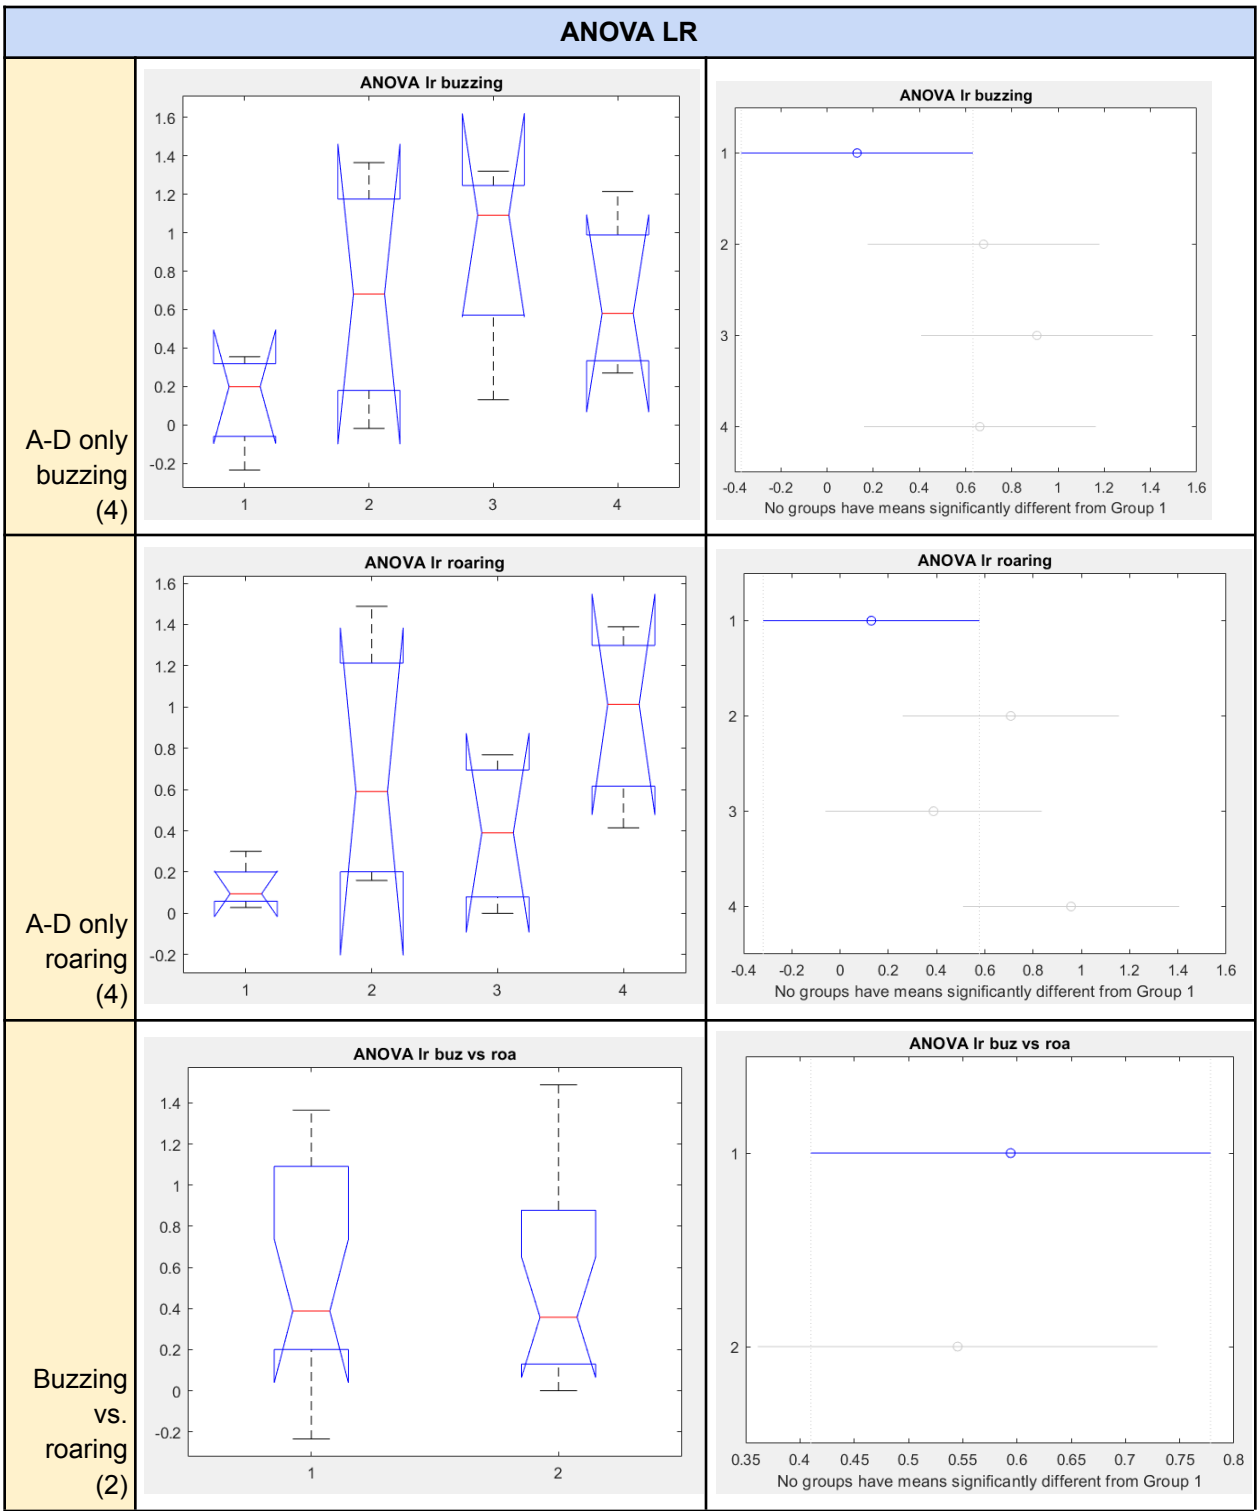 ANOVA LR
A-D only
buzzing
(4)
ANOVA lr buzzing
1.6
1.4
1.2
1
0.8
0.6
0.4
0.2
0
-0.2
1 2 3 4
ANOVA lr buzzing
1
2
3
4
-0.4 -0.2 0 0.2 0.4 0.6 0.8 1 1.2 1.4 1.6
No groups have means significantly different from Group 1
A-D only
roaring
(4)
ANOVA lr roaring
1.6
1.4
1.2
1
0.8
0.6
0.4
0.2
0
-0.2
1 2 3 4
ANOVA lr roaring
1
2
3
4
-0.4 -0.2 0 0.2 0.4 0.6 0.8 1 1.2 1.4 1.6
No groups have means significantly different from Group 1
Buzzing
vs.
roaring
(2)
ANOVA lr buz vs roa
1.4
1.2
1
0.8
0.6
0.4
0.2
0
-0.2
1 2
ANOVA lr buz vs roa
1
2
0.35 0.4 0.45 0.5 0.55 0.6 0.65 0.7 0.75 0.8
No groups have means significantly different from Group 1